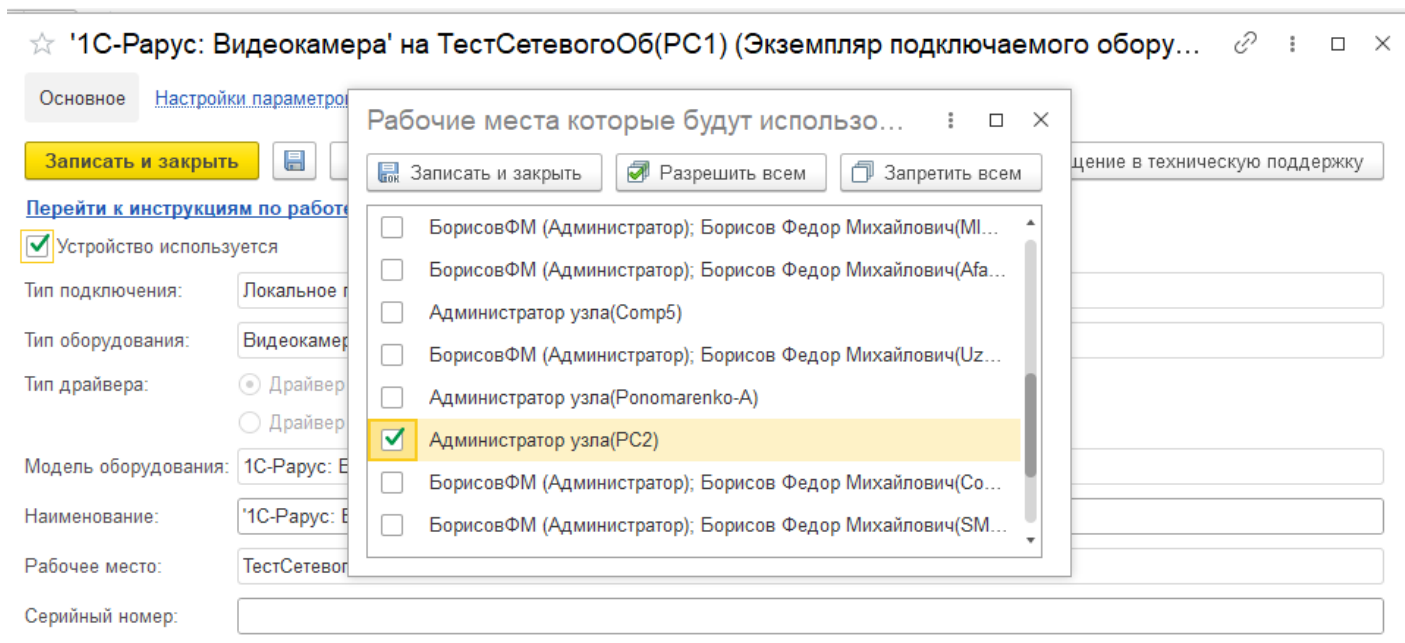 '1С-Рарус: Видеокамера' на ТестСетевогоОб(PC1) (Экземпляр подключаемого обору...
Основное Настройки параметро
Рабочие места которые будут использо...
Записать и закрыть
Записать и закрыть Разрешить всем Запретить всем
щение в техническую поддержку
Перейти к инструкциям по работе
Устройство используется
БорисовФМ (Администратор); Борисов Федор Михайлович(MI...
БорисовФМ (Администратор); Борисов Федор Михайлович(Afa...
Тип подключения: Локальное
Администратор узла(Comp5)
Тип оборудования: Видеокамер
БорисовФМ (Администратор); Борисов Федор Михайлович(Uz...
Тип драйвера: Драйвер
Администратор узла(Ponomarenko-A)
Драйвер
Администратор узла(PC2)
Модель оборудования: 1С-Рарус:
БорисовФМ (Администратор); Борисов Федор Михайлович(Co...
Наименование: '1С-Рарус:
БорисовФМ (Администратор); Борисов Федор Михайлович(SM...
Рабочее место: ТестСетевог
Серийный номер: